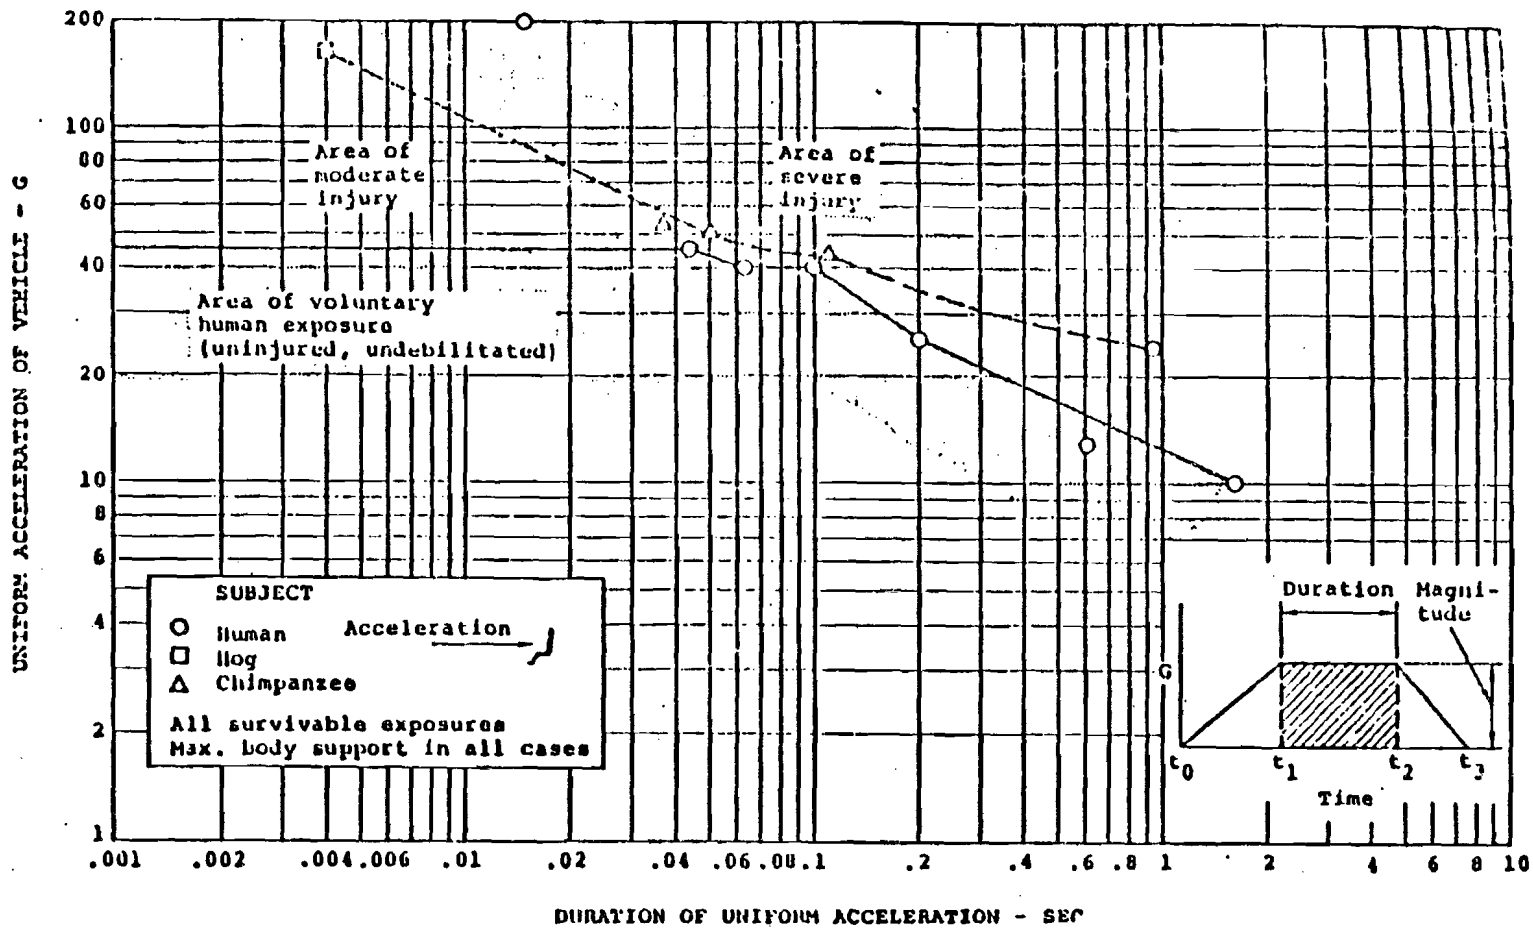 UNIFORM ACCELERATION OF VEHICLE - G
200
100
80
60
40
20
10
8
6
4
2
1
Area of
moderate
injury
Area of
severe
injury
Area of voluntary
human exposure
(uninjured, undebilitated)
SUBJECT
Human
Hog
Chimpanzee
Acceleration
All survivable exposures
Max. body support in all cases
Duration
Magni-
tude
G
t0 t1 t2 t3
Time
.001 .002 .004 .006 .01 .02 .04 .06 .08 .1 .2 .4 .6 .8 1 2 4 6 8 10
DURATION OF UNIFORM ACCELERATION - SEC